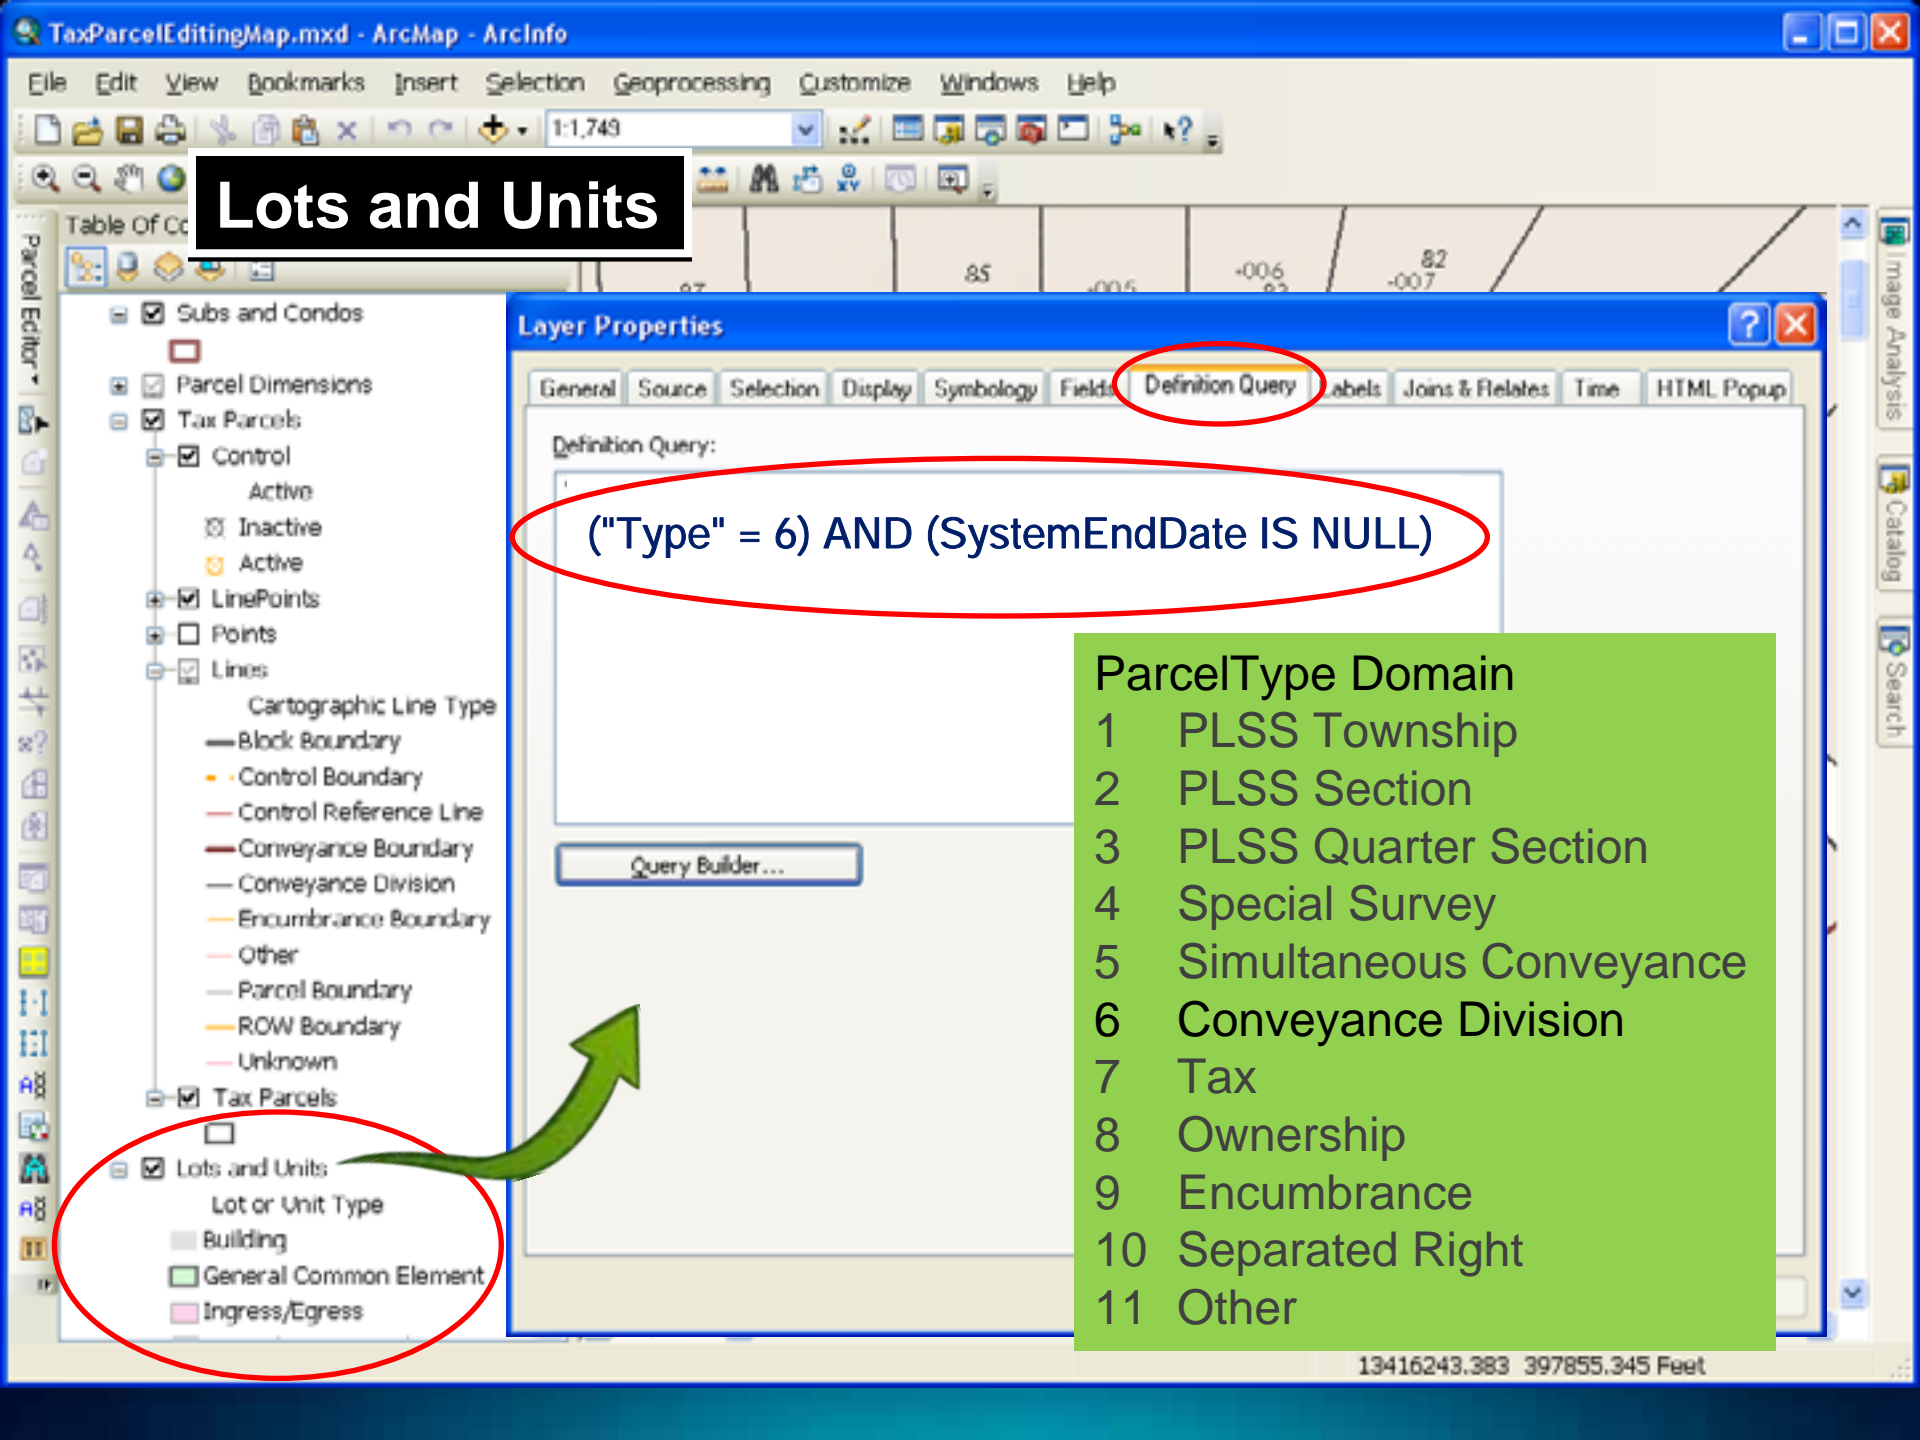 TaxParcelEditingMap.mxd - ArcMap - ArcInfo
File Edit View Bookmarks Insert Selection Geoprocessing Customize Windows Help
1:1,749
Lots and Units
Table Of Co
Parcel Editor
Image Analysis
Catalog
Search
85
-005
-006
82
-007
Subs and Condos
Parcel Dimensions
Tax Parcels
Control
Active
Inactive
Active
LinePoints
Points
Lines
Cartographic Line Type
Block Boundary
Control Boundary
Control Reference Line
Conveyance Boundary
Conveyance Division
Encumbrance Boundary
Other
Parcel Boundary
ROW Boundary
Unknown
Tax Parcels
Lots and Units
Lot or Unit Type
Building
General Common Element
Ingress/Egress
Layer Properties
General Source Selection Display Symbology Fields Definition Query Labels Joins & Relates Time HTML Popup
Definition Query:
("Type" = 6) AND (SystemEndDate IS NULL)
Query Builder...
ParcelType Domain
1 PLSS Township
2 PLSS Section
3 PLSS Quarter Section
4 Special Survey
5 Simultaneous Conveyance
6 Conveyance Division
7 Tax
8 Ownership
9 Encumbrance
10 Separated Right
11 Other
13416243.383 397855.345 Feet